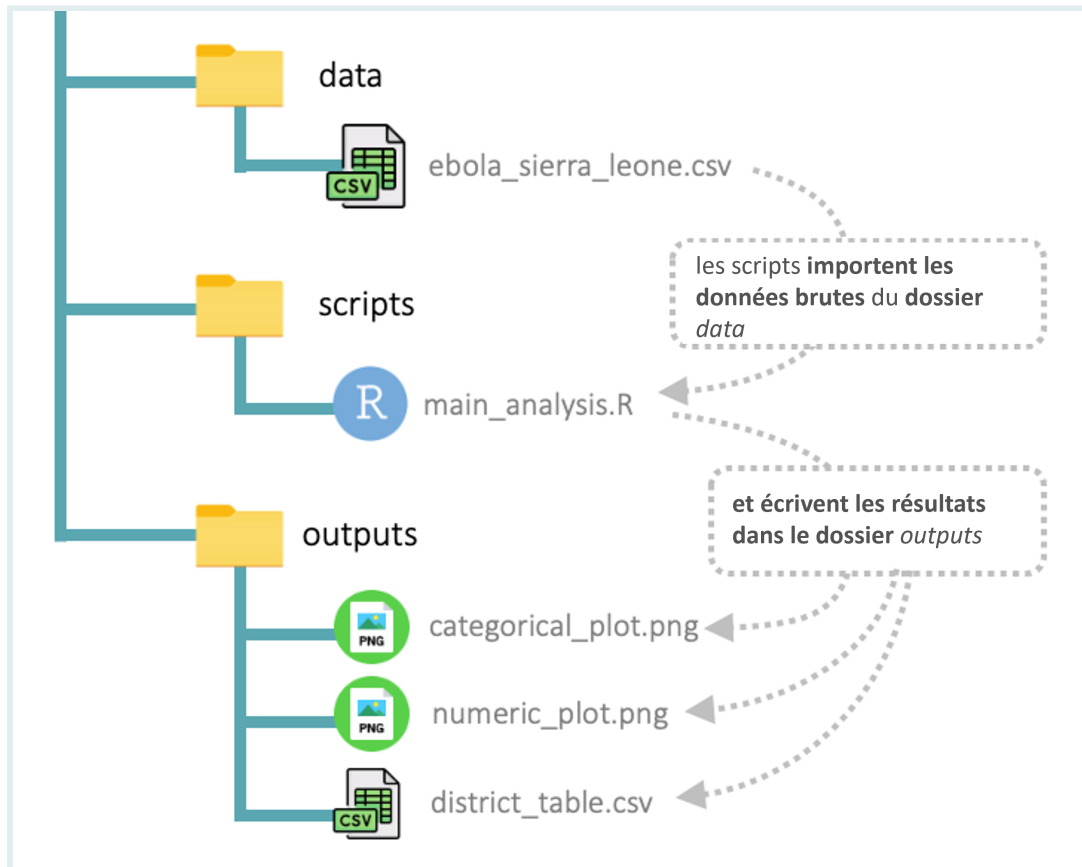 data
CSV
ebola_sierra_leone.csv
les scripts importent les
données brutes du dossier
data
scripts
R
main_analysis.R
et écrivent les résultats
dans le dossier outputs
outputs
PNG
categorical_plot.png
PNG
numeric_plot.png
CSV
district_table.csv